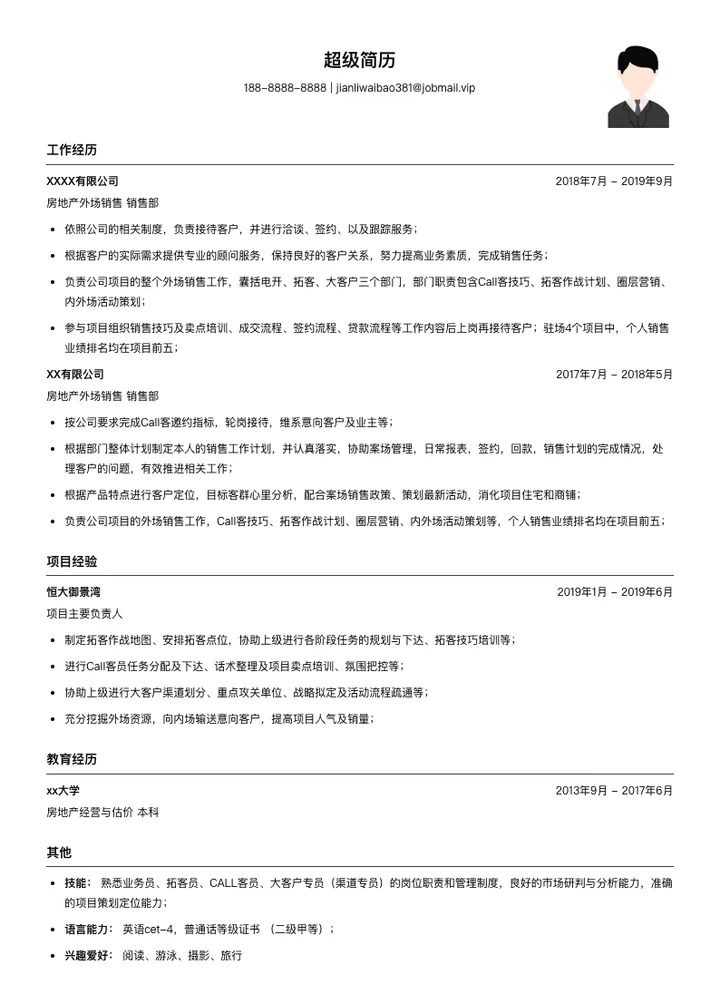 超级简历
188-8888-8888 | jianliwaibao381@jobmail.vip
工作经历
XXXX有限公司 2018年7月 – 2019年9月
房地产外场销售 销售部
• 依照公司的相关制度，负责接待客户，并进行洽谈、签约、以及跟踪服务；
• 根据客户的实际需求提供专业的顾问服务，保持良好的客户关系，努力提高业务素质，完成销售任务；
• 负责公司项目的整个外场销售工作，囊括电开、拓客、大客户三个部门，部门职责包含Call客技巧、拓客作战计划、圈层营销、
内外场活动策划；
• 参与项目组织销售技巧及卖点培训、成交流程、签约流程、贷款流程等工作内容后上岗再接待客户；驻场4个项目中，个人销售
业绩排名均在项目前五；
XX有限公司 2017年7月 – 2018年5月
房地产外场销售 销售部
• 按公司要求完成Call客邀约指标，轮岗接待，维系意向客户及业主等；
• 根据部门整体计划制定本人的销售工作计划，并认真落实，协助案场管理，日常报表，签约，回款，销售计划的完成情况，处
理客户的问题，有效推进相关工作；
• 根据产品特点进行客户定位，目标客群心里分析，配合案场销售政策、策划最新活动，消化项目住宅和商铺；
• 负责公司项目的外场销售工作，Call客技巧、拓客作战计划、圈层营销、内外场活动策划等，个人销售业绩排名均在项目前五；
项目经验
恒大御景湾 2019年1月 – 2019年6月
项目主要负责人
• 制定拓客作战地图、安排拓客点位，协助上级进行各阶段任务的规划与下达、拓客技巧培训等；
• 进行Call客员任务分配及下达、话术整理及项目卖点培训、氛围把控等；
• 协助上级进行大客户渠道划分、重点攻关单位、战略拟定及活动流程疏通等；
• 充分挖掘外场资源，向内场输送意向客户，提高项目人气及销量；
教育经历
xx大学 2013年9月 – 2017年6月
房地产经营与估价 本科
其他
• 技能： 熟悉业务员、拓客员、CALL客员、大客户专员（渠道专员）的岗位职责和管理制度，良好的市场研判与分析能力，准确
的项目策划定位能力；
• 语言能力： 英语cet-4，普通话等级证书 （二级甲等）；
• 兴趣爱好： 阅读、游泳、摄影、旅行